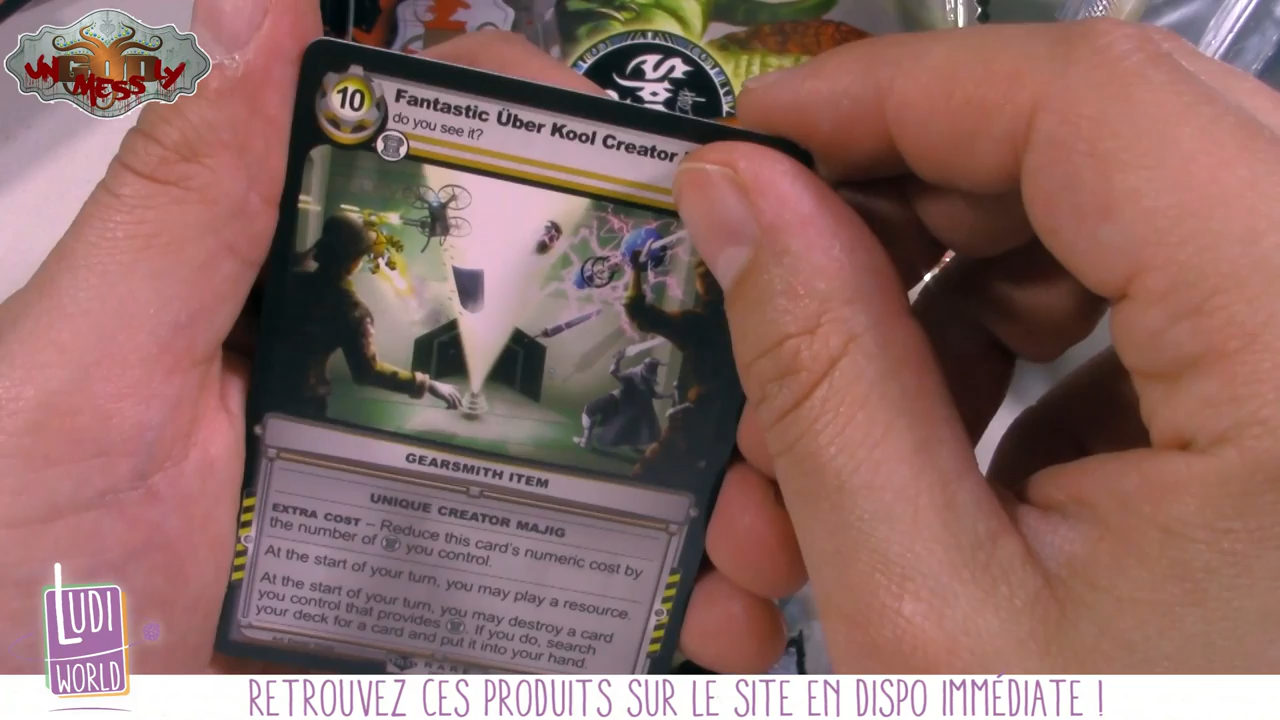 UNGODLY
MESS
10
Fantastic Über Kool Creator
do you see it?
GEARSMITH ITEM
UNIQUE CREATOR MAJIG
EXTRA COST – Reduce this card's numeric cost by
the number of you control.
At the start of your turn, you may play a resource.
At the start of your turn, you may destroy a card
you control that provides . If you do, search
your deck for a card and put it into your hand.
RARE
LUDI
WORLD
RETROUVEZ CES PRODUITS SUR LE SITE EN DISPO IMMÉDIATE !